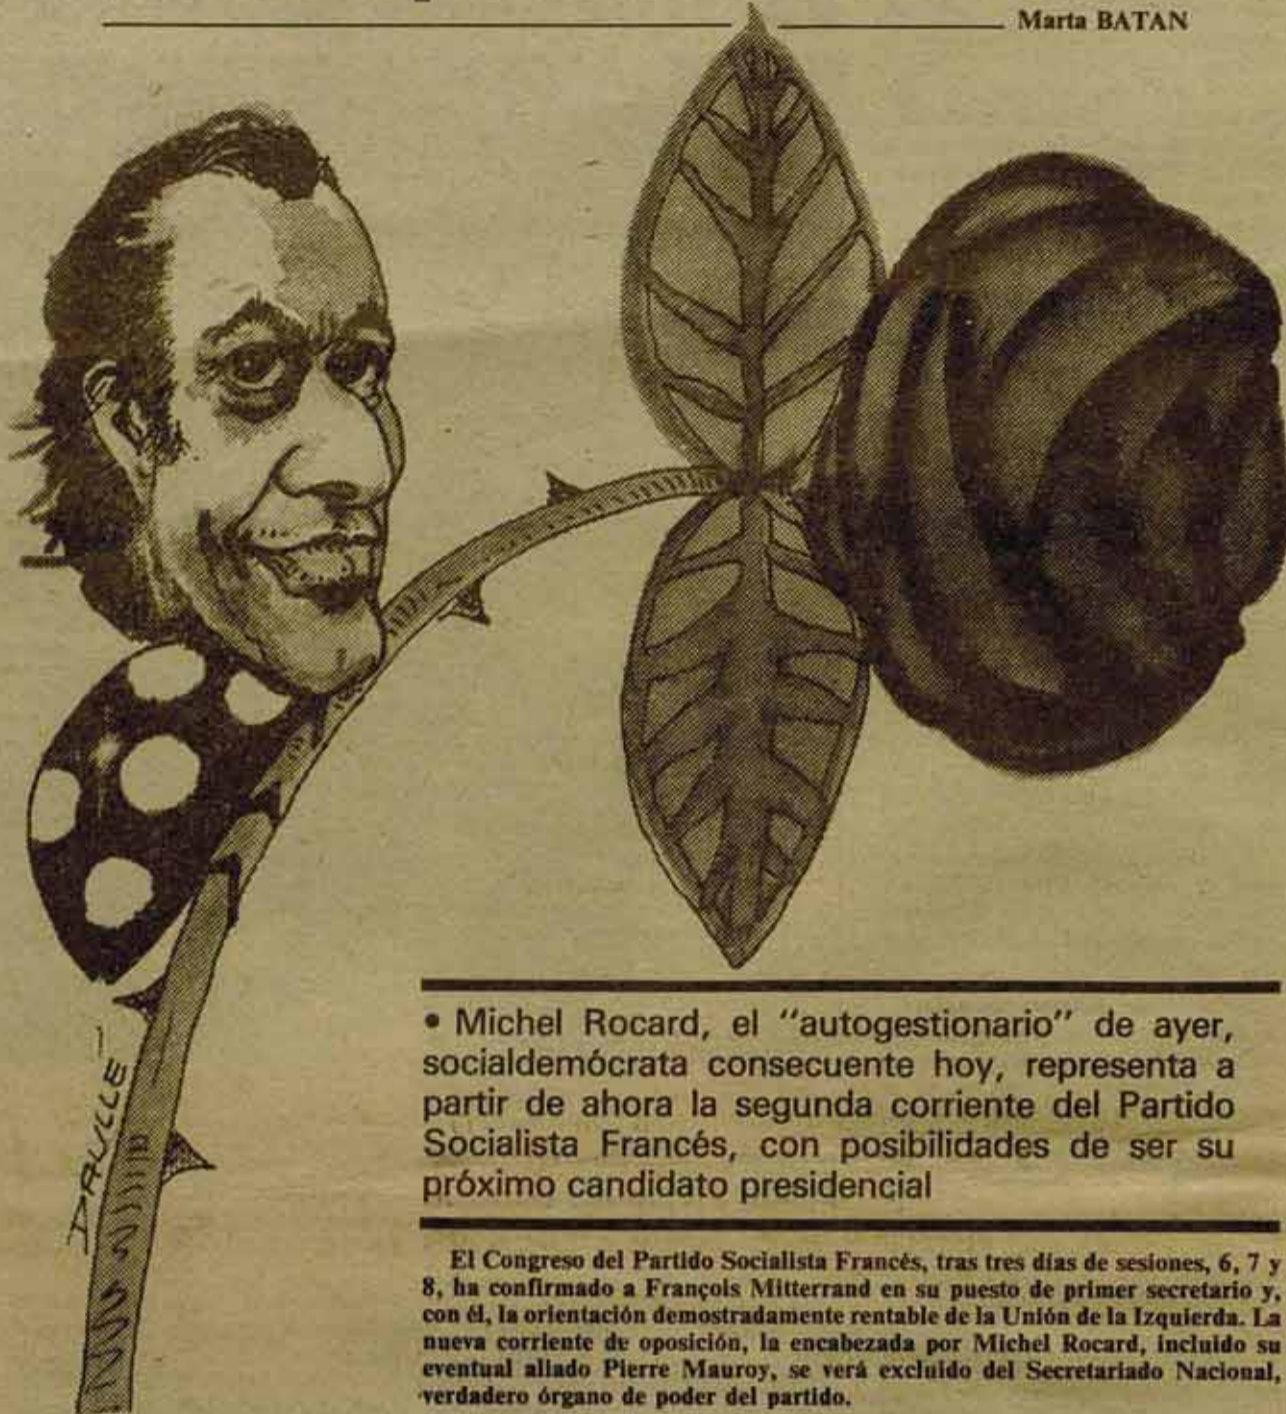 Marta BATAN
DAULLE
• Michel Rocard, el "autogestionario" de ayer,
socialdemócrata consecuente hoy, representa a
partir de ahora la segunda corriente del Partido
Socialista Francés, con posibilidades de ser su
próximo candidato presidencial
El Congreso del Partido Socialista Francés, tras tres días de sesiones, 6, 7 y
8, ha confirmado a François Mitterrand en su puesto de primer secretario y,
con él, la orientación demostradamente rentable de la Unión de la Izquierda. La
nueva corriente de oposición, la encabezada por Michel Rocard, incluido su
eventual aliado Pierre Mauroy, se verá excluido del Secretariado Nacional,
verdadero órgano de poder del partido.